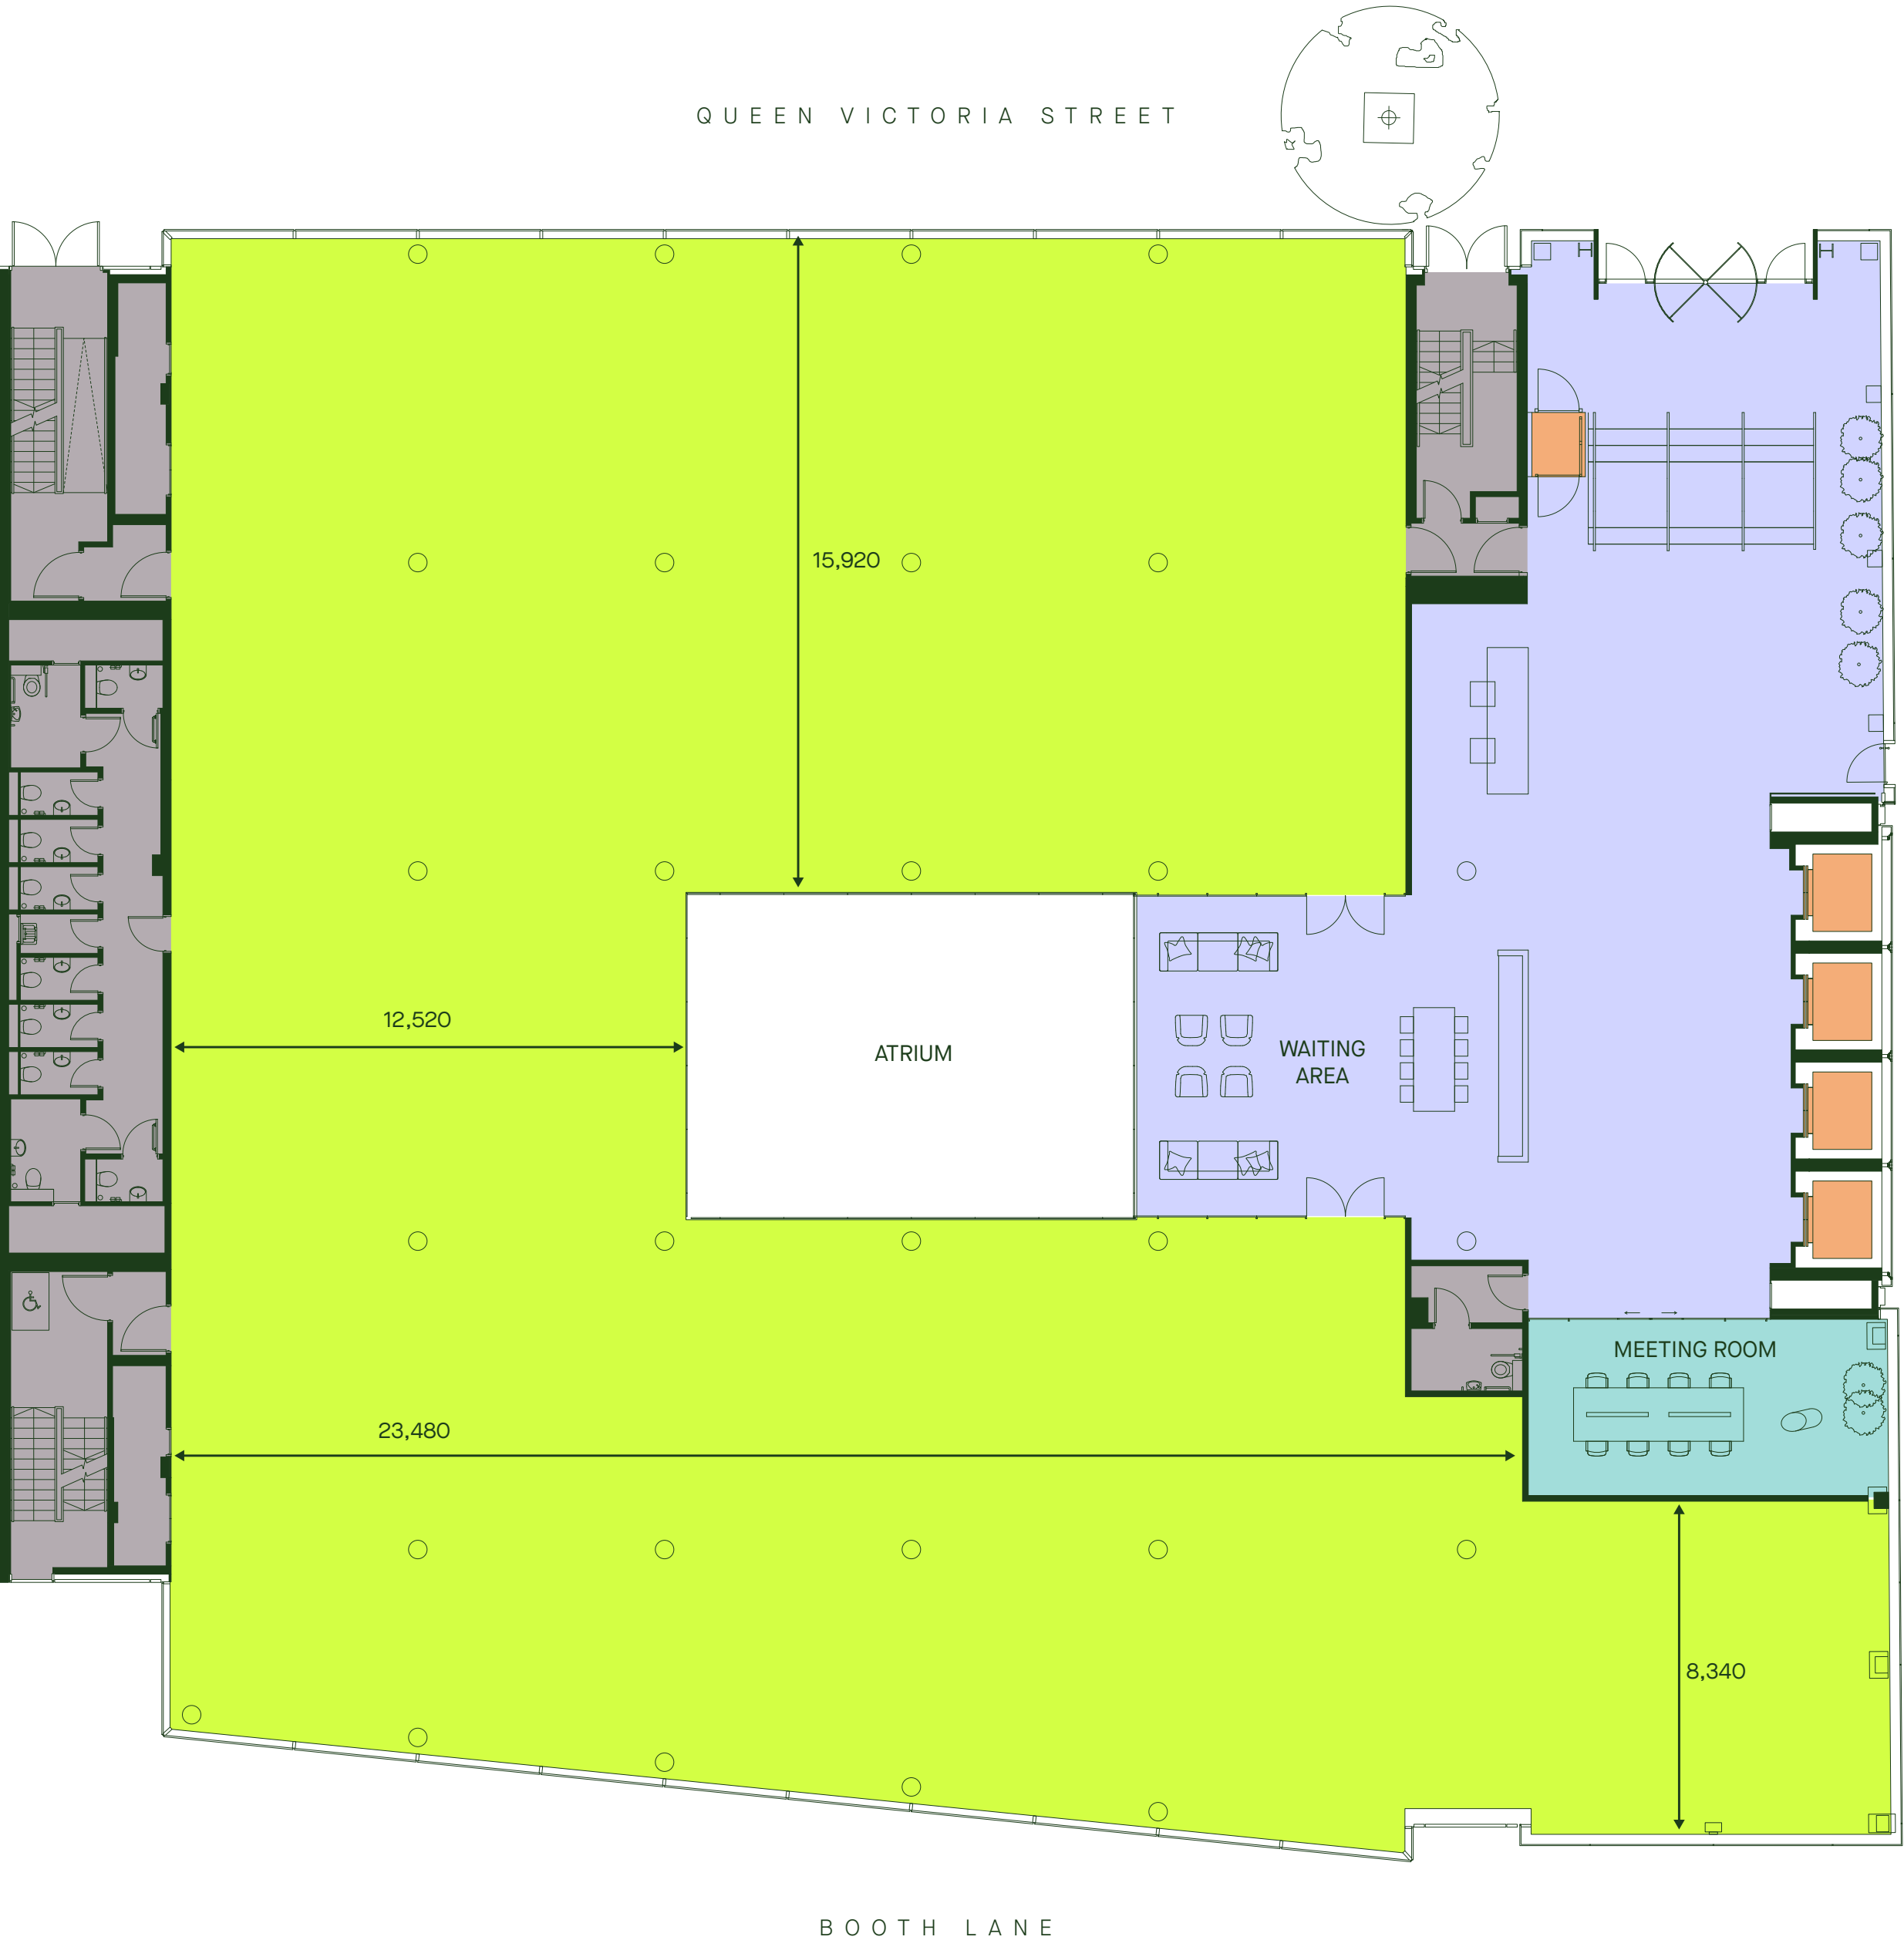 QUEEN VICTORIA STREET
15,920
12,520
ATRIUM
WAITING
AREA
MEETING ROOM
23,480
8,340
BOOTH LANE